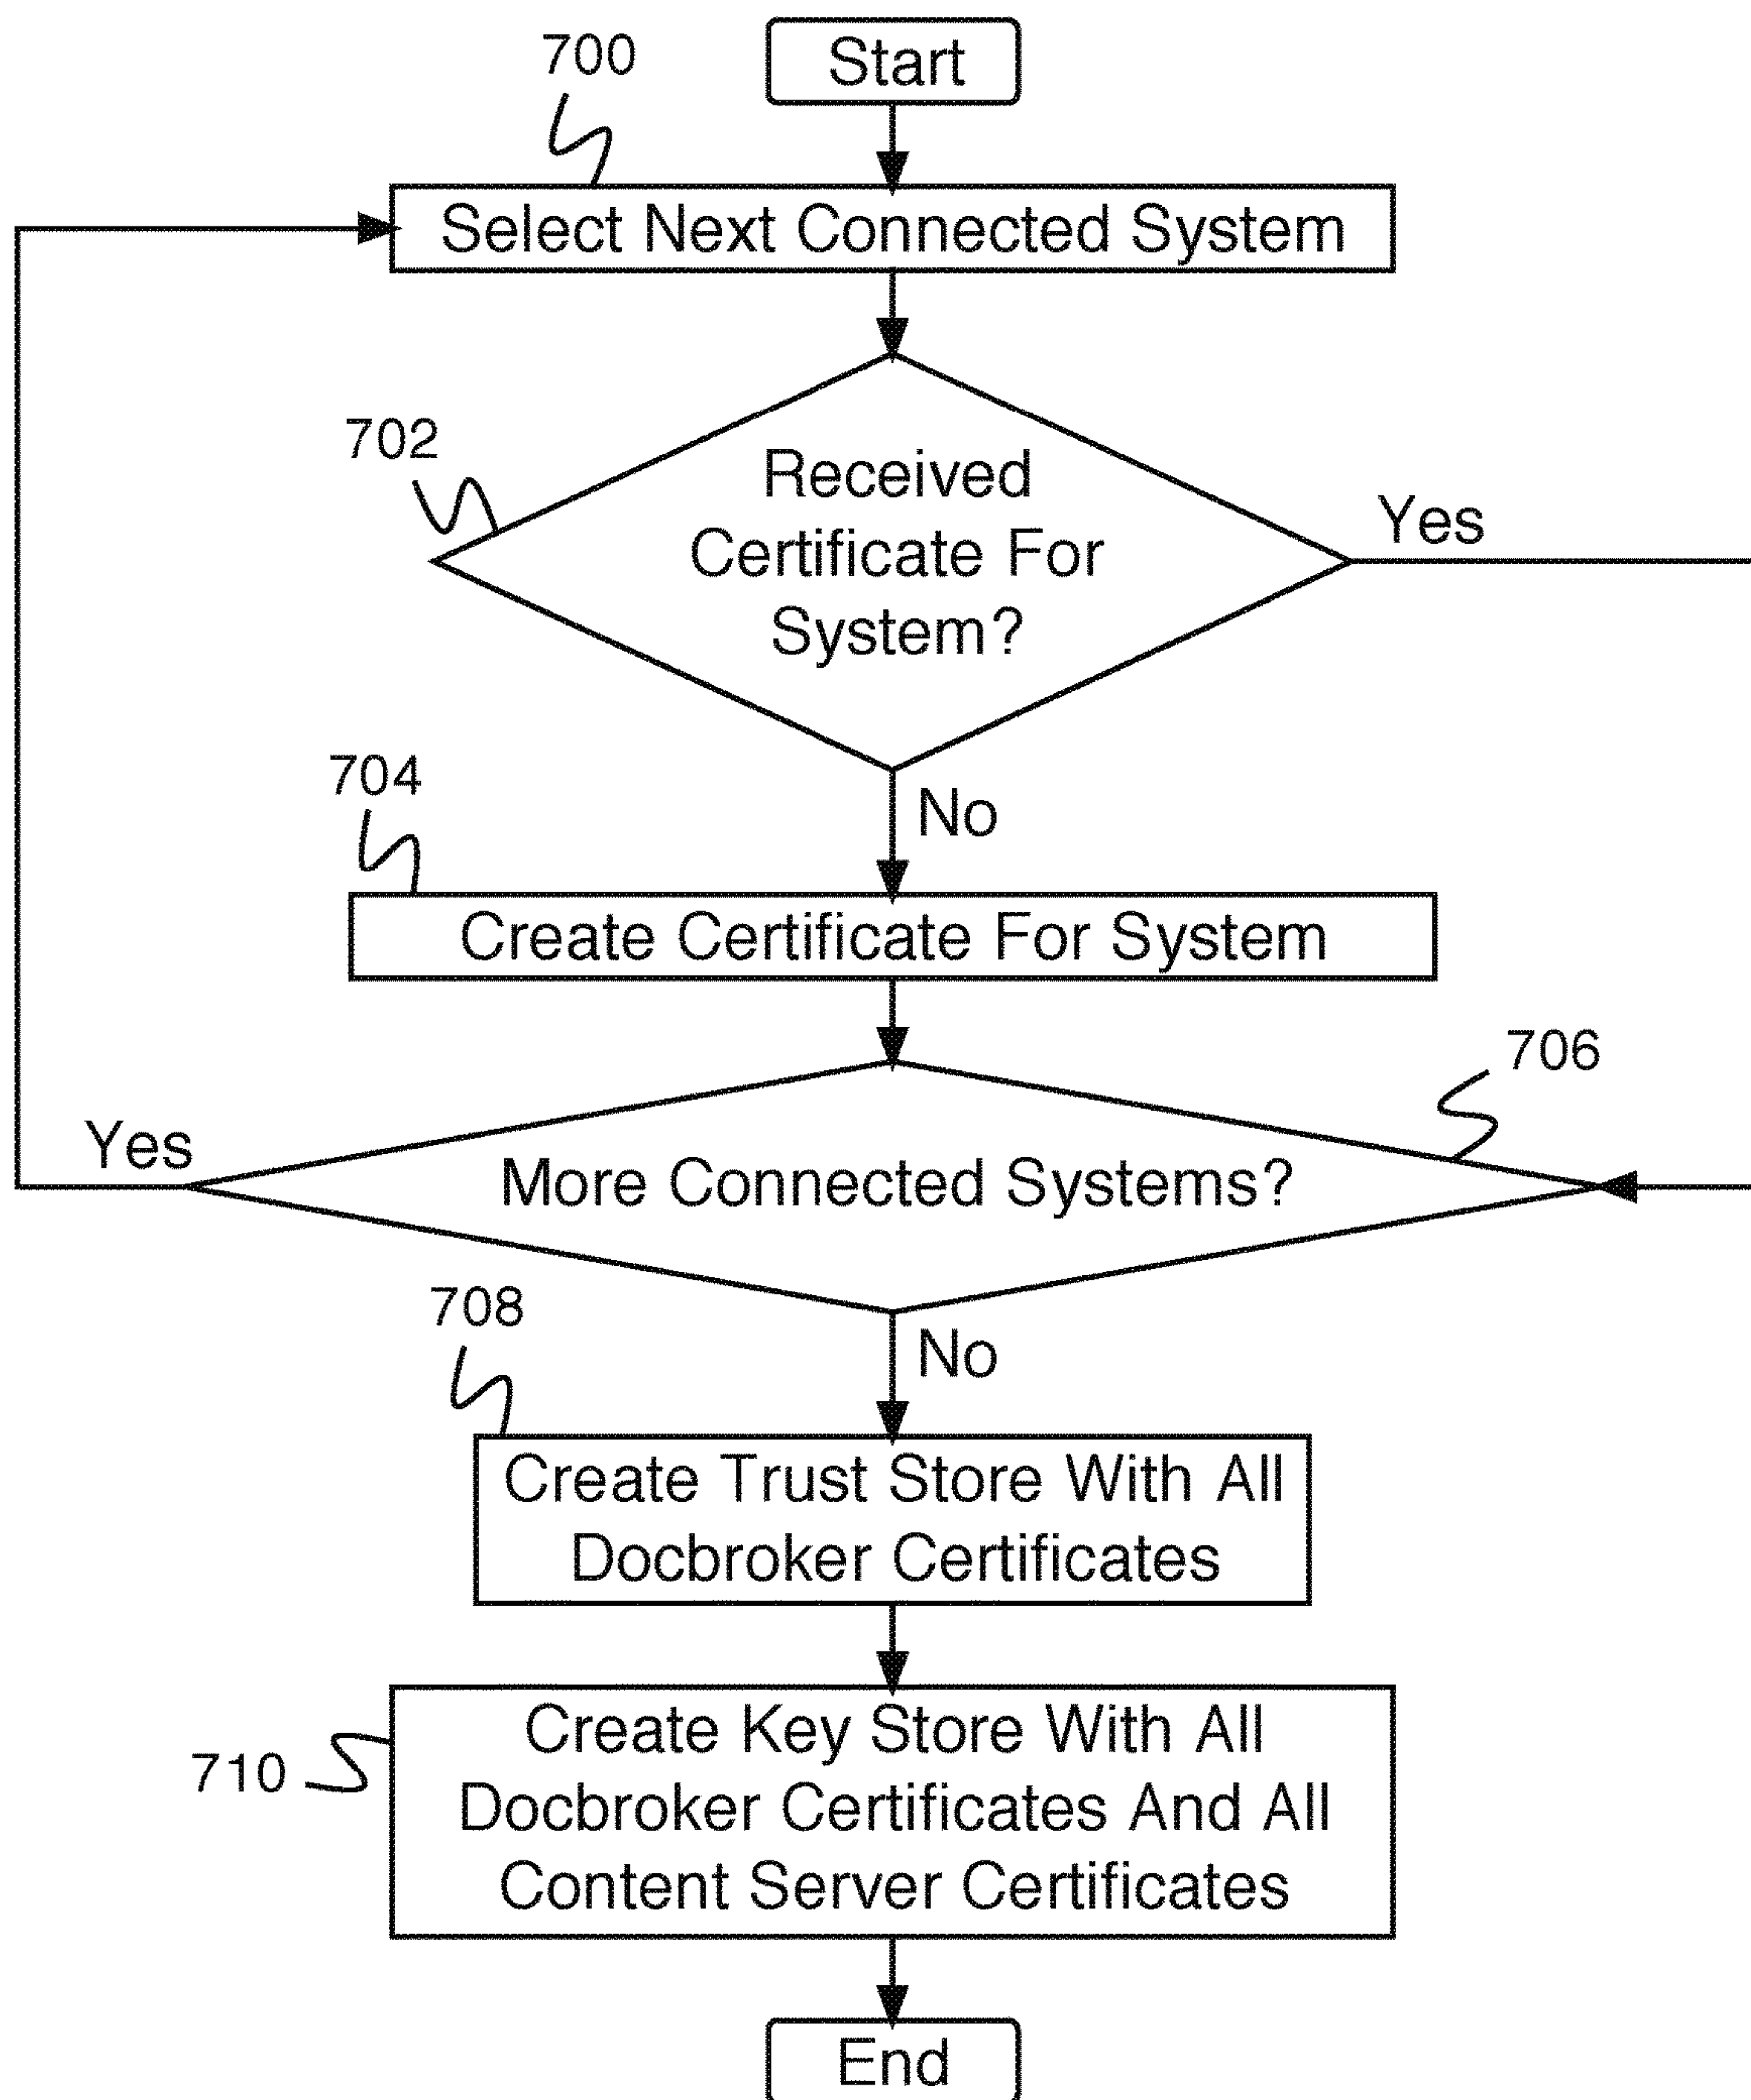 700
Start
Select Next Connected System
702
Received
Certificate For
System?
Yes
704
No
Create Certificate For System
706
Yes
More Connected Systems?
708
No
Create Trust Store With All
Docbroker Certificates
710
Create Key Store With All
Docbroker Certificates And All
Content Server Certificates
End